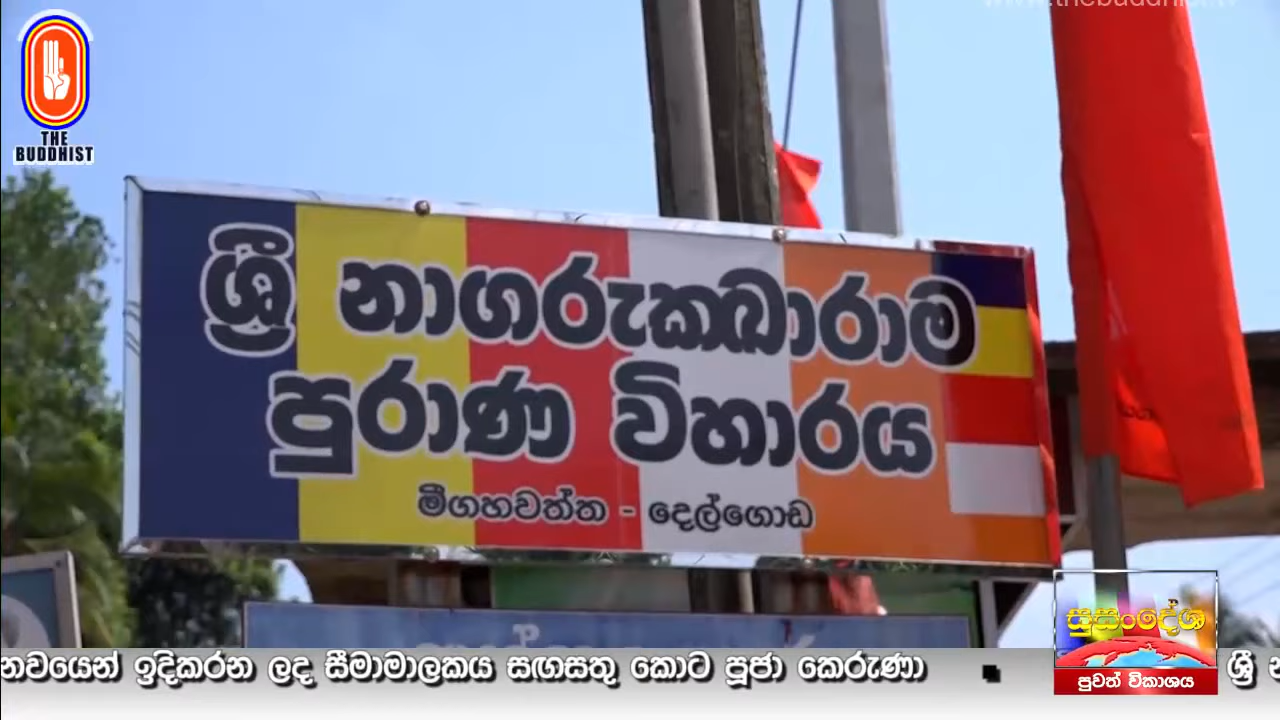 THE
BUDDHIST
ශ්‍රී නාගරුක්ඛාරාම
පුරාණ විහාරය
මීගහවත්ත - දෙල්ගොඩ
සුසංදේශ
පුවත් විකාශය
නවයෙන් ඉදිකරන ලද සීමාමාලකය සඟසතු කොට පූජා කෙරුණා
ශ්‍රී